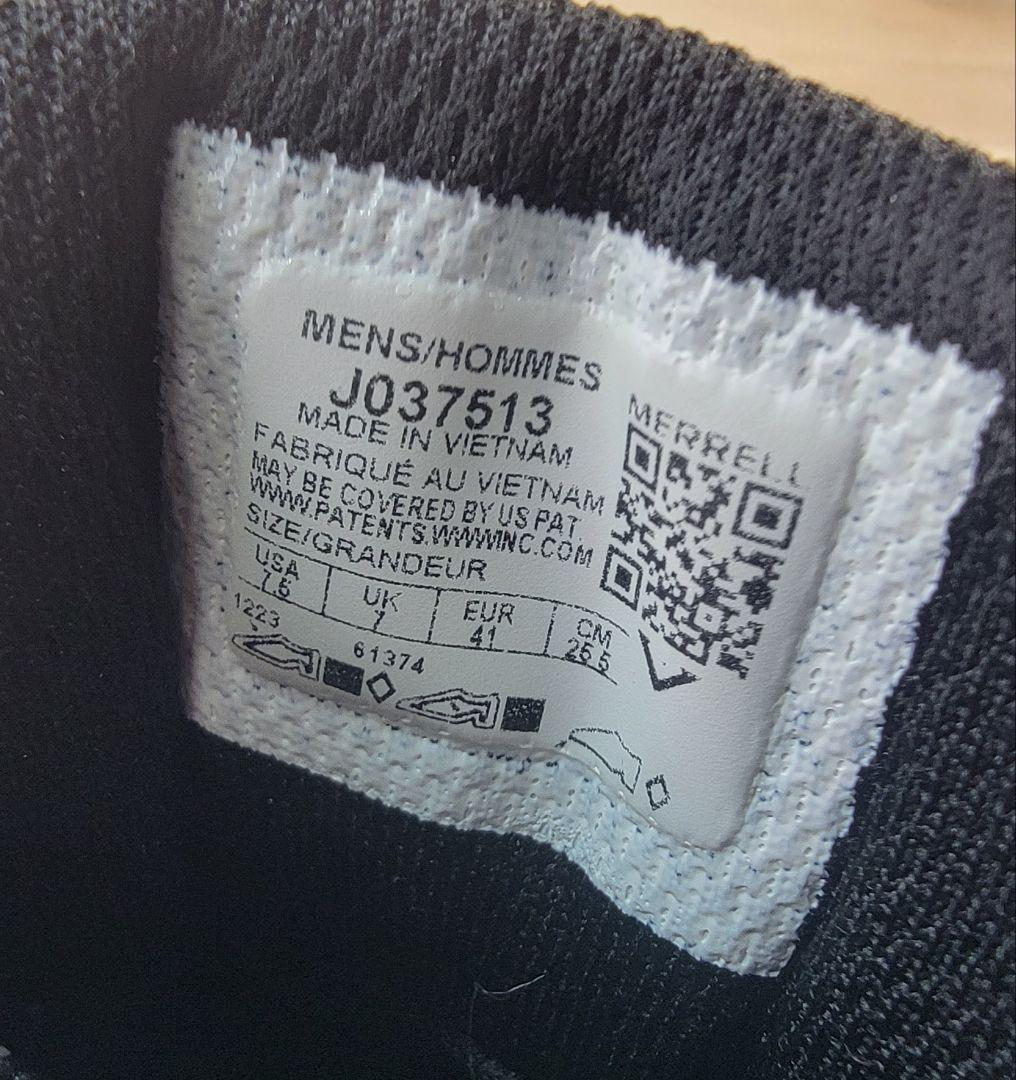 MENS/HOMMES
J037513
MADE IN VIETNAM
FABRIQUÉ AU VIETNAM
MAY BE COVERED BY US PAT.
WWW.PATENTS.WWWINC.COM
SIZE/GRANDEUR
USA UK EUR CM
7.5 7 41 25.5
1223 61374
MERRELL